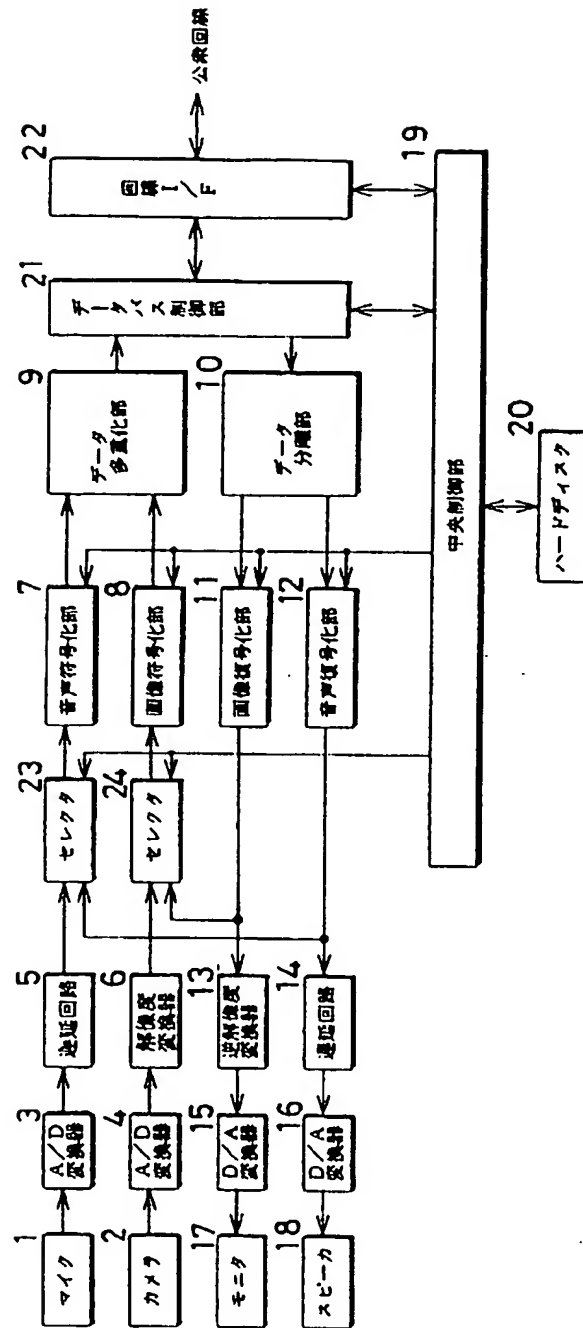 1
マイク
3
A/D
変換器
5
遅延回路
23
セレクタ
7
音声符号化部
9
データ
多重化部
21
データバス制御部
22
回線I/F
公衆回線
2
カメラ
4
A/D
変換器
6
解像度
変換器
24
セレクタ
8
画像符号化部
10
データ
分離部
17
モニタ
15
D/A
変換器
13
逆解像度
変換器
11
画像復号化部
18
スピーカ
16
D/A
変換器
14
遅延回路
12
音声復号化部
19
中央制御部
20
ハードディスク